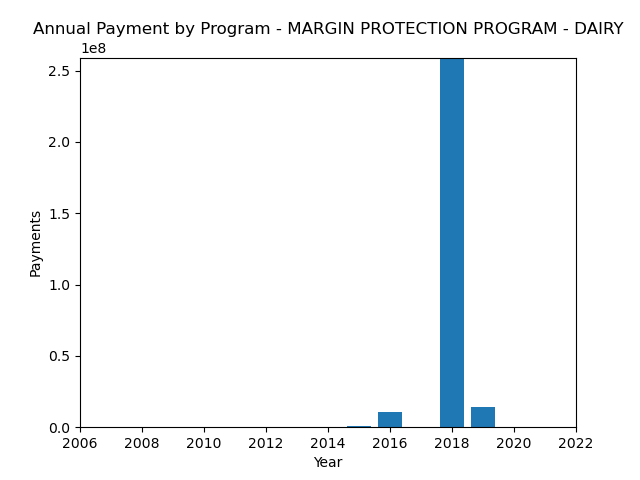 Annual Payment by Program - MARGIN PROTECTION PROGRAM - DAIRY
1e8
2.5
2.0
1.5
1.0
0.5
0.0
Payments
2006 2008 2010 2012 2014 2016 2018 2020 2022
Year